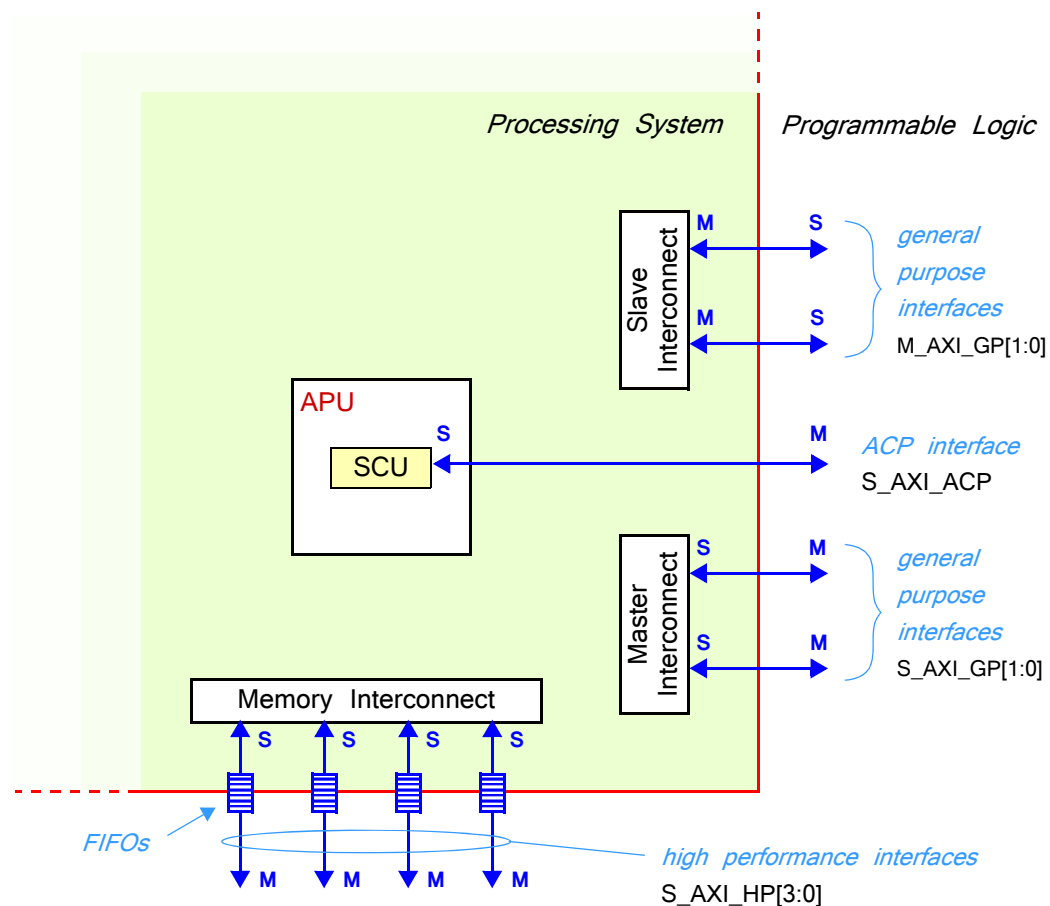 Processing System
Programmable Logic
M S
general
purpose
interfaces
M_AXI_GP[1:0]
Slave
Interconnect
M S
APU
SCU
S M
ACP interface
S_AXI_ACP
S M
general
purpose
interfaces
S_AXI_GP[1:0]
Master
Interconnect
S M
Memory Interconnect
S S S S
FIFOs
M M M M
high performance interfaces
S_AXI_HP[3:0]